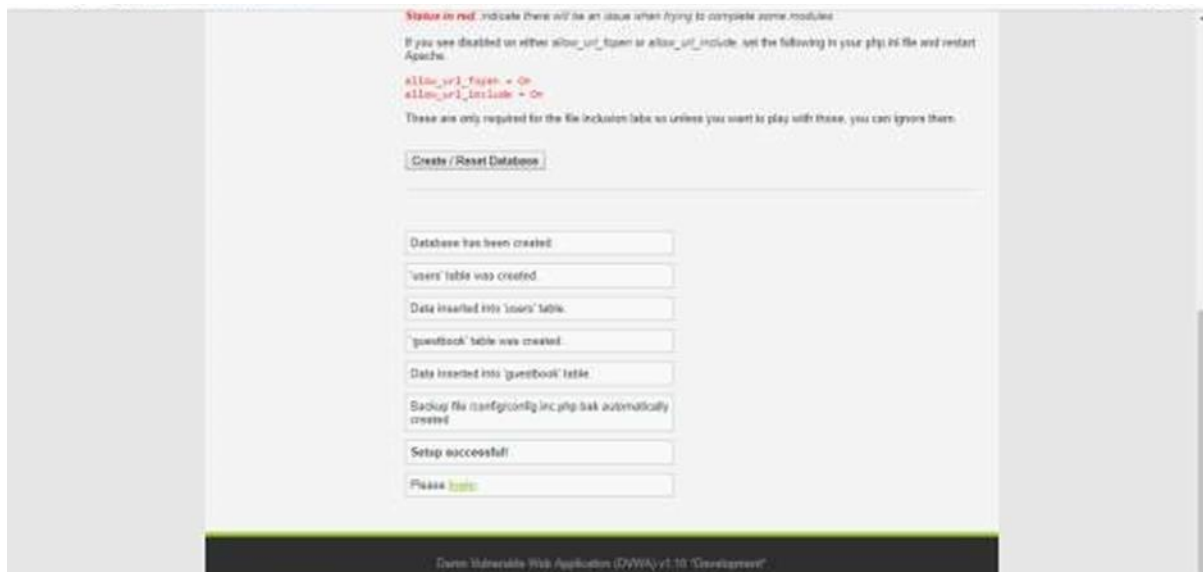 Status in red, indicate there will be an issue when trying to complete some modules.
If you see disabled on either allow_url_fopen or allow_url_include, set the following in your php.ini file and restart
Apache.
allow_url_fopen = On
allow_url_include = On
These are only required for the file inclusion labs so unless you want to play with those, you can ignore them.
Create / Reset Database
Database has been created.
'users' table was created.
Data inserted into 'users' table.
'guestbook' table was created.
Data inserted into 'guestbook' table.
Backup file /config/config.inc.php.bak automatically
created
Setup successful!
Please login.
Damn Vulnerable Web Application (DVWA) v1.10 *Development*